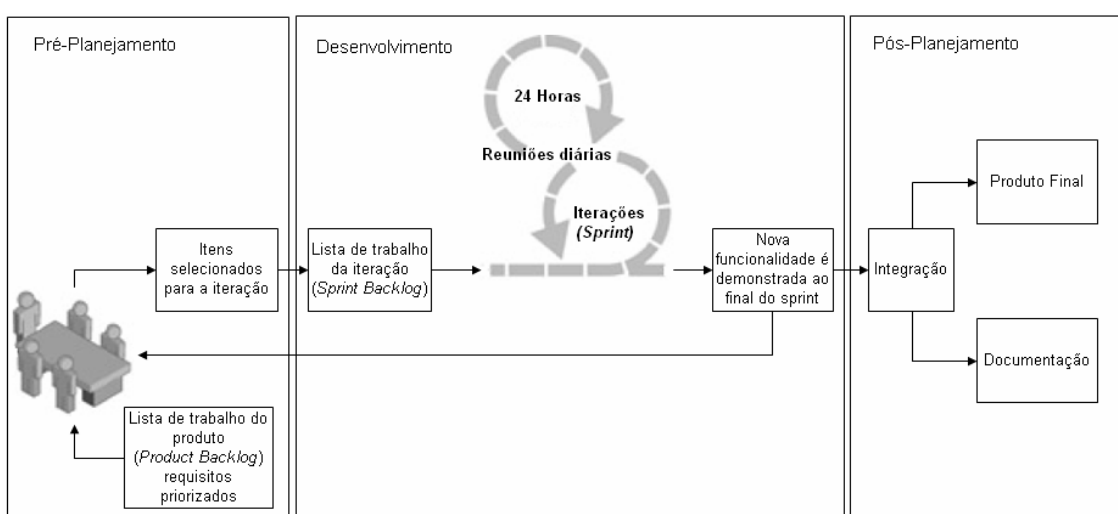 Pré-Planejamento
Desenvolvimento
Pós-Planejamento
24 Horas
Reuniões diárias
Iterações
(Sprint)
Itens
selecionados
para a iteração
Lista de trabalho
da iteração
(Sprint Backlog)
Nova
funcionalidade é
demonstrada ao
final do sprint
Integração
Produto Final
Documentação
Lista de trabalho do
produto
(Product Backlog)
requisitos
priorizados